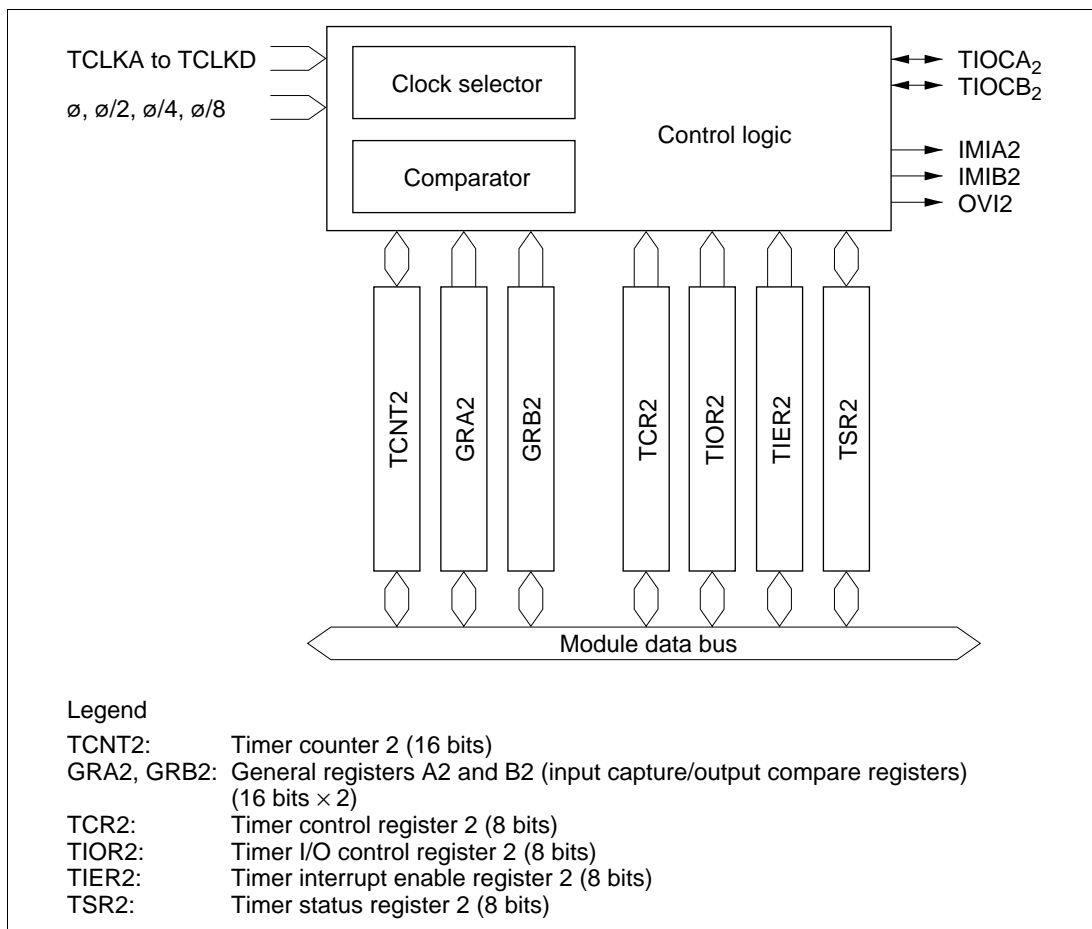 TCLKA to TCLKD
ø, ø/2, ø/4, ø/8
Clock selector
Comparator
Control logic
TIOCA2
TIOCB2
IMIA2
IMIB2
OVI2
TCNT2
GRA2
GRB2
TCR2
TIOR2
TIER2
TSR2
Module data bus
Legend
TCNT2: Timer counter 2 (16 bits)
GRA2, GRB2: General registers A2 and B2 (input capture/output compare registers)
(16 bits × 2)
TCR2: Timer control register 2 (8 bits)
TIOR2: Timer I/O control register 2 (8 bits)
TIER2: Timer interrupt enable register 2 (8 bits)
TSR2: Timer status register 2 (8 bits)